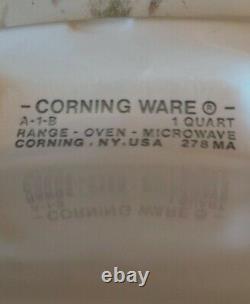 - CORNING WARE ® -
A-1-B 1 QUART
RANGE - OVEN - MICROWAVE
CORNING, NY. USA 278 MA